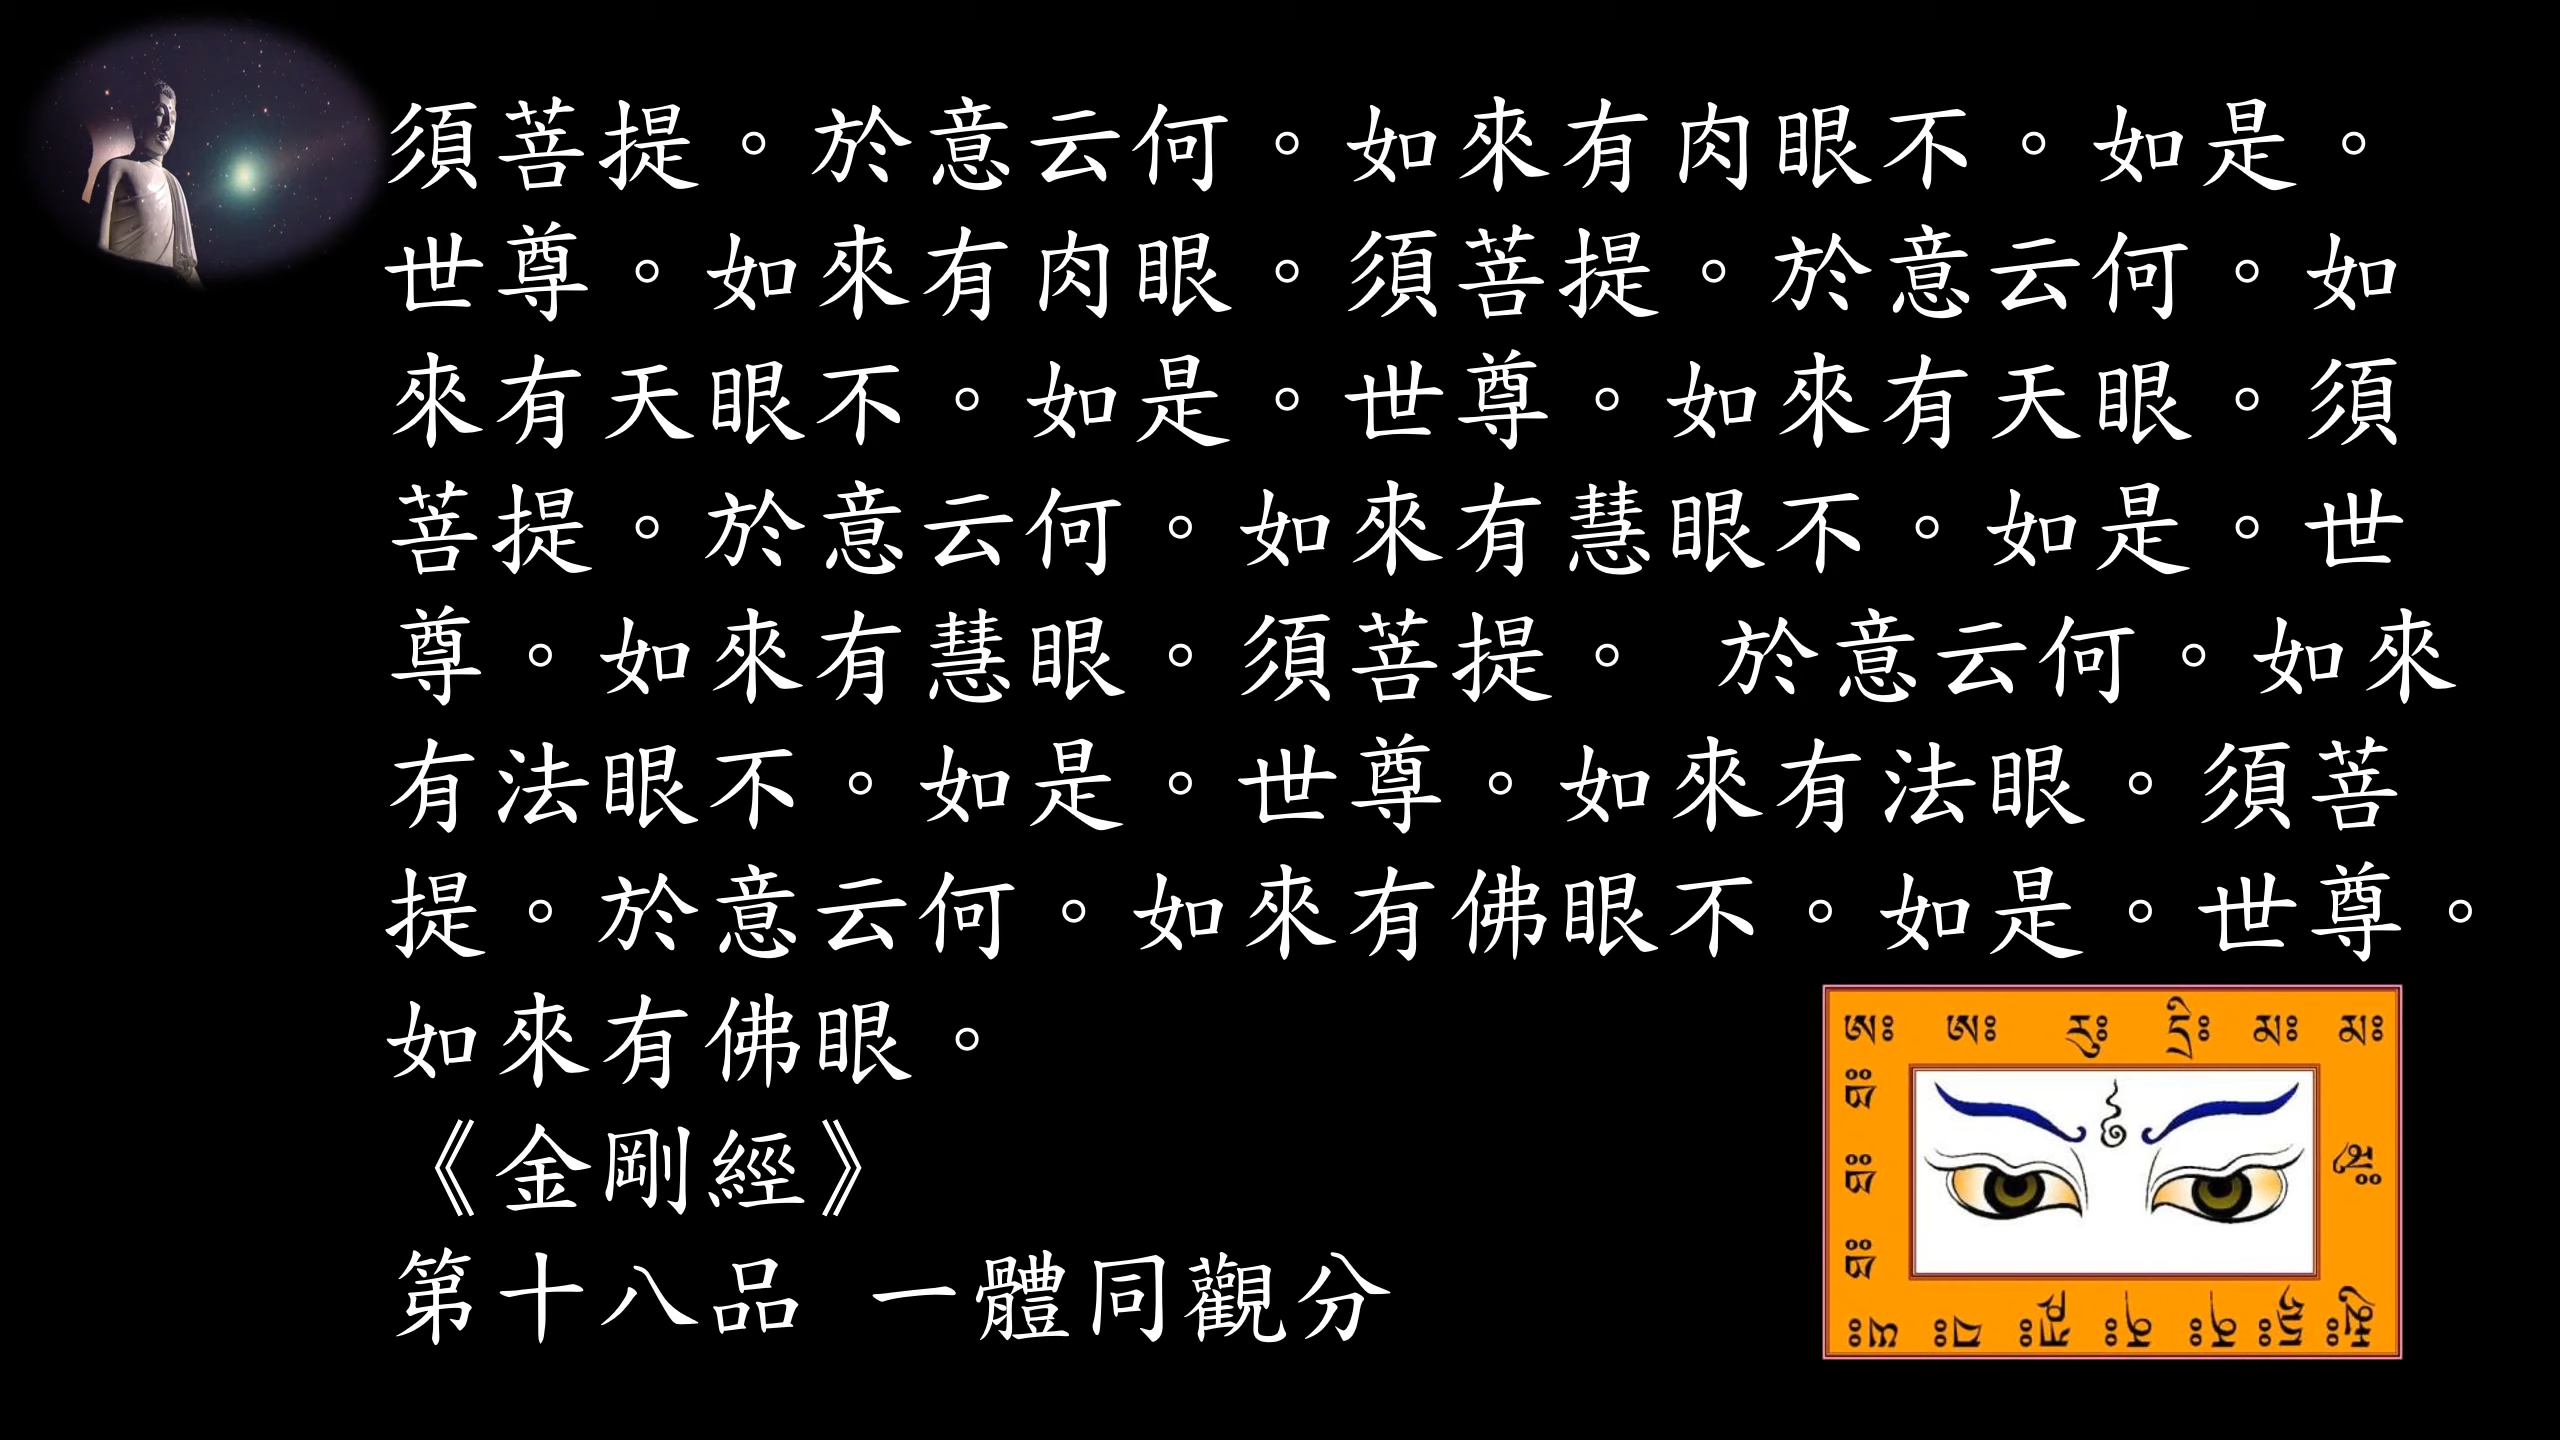 須菩提。於意云何。如來有肉眼不。如是。
世尊。如來有肉眼。須菩提。於意云何。如
來有天眼不。如是。世尊。如來有天眼。須
菩提。於意云何。如來有慧眼不。如是。世
尊。如來有慧眼。須菩提。 於意云何。如來
有法眼不。如是。世尊。如來有法眼。須菩
提。於意云何。如來有佛眼不。如是。世尊。
如來有佛眼。
《金剛經》
第十八品 一體同觀分